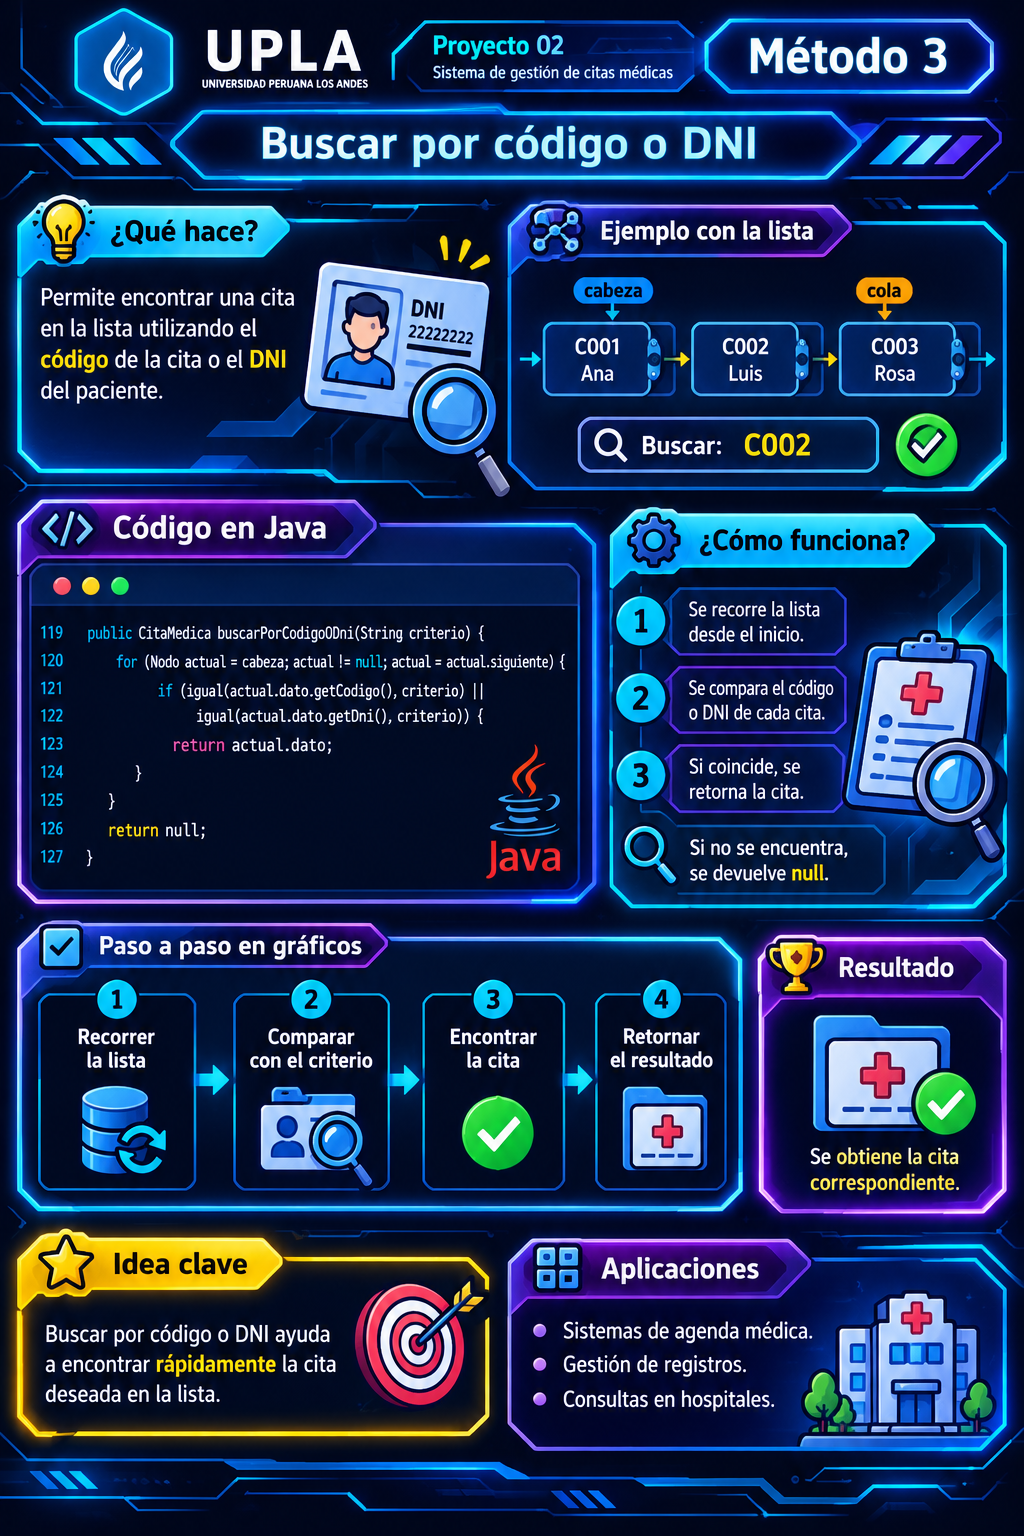 UPLA
UNIVERSIDAD PERUANA LOS ANDES
Proyecto 02
Sistema de gestión de citas médicas
Método 3
Buscar por código o DNI
¿Qué hace?
Permite encontrar una cita
en la lista utilizando el
código de la cita o el DNI
del paciente.
DNI
22222222
Ejemplo con la lista
cabeza
cola
C001
Ana
C002
Luis
C003
Rosa
Buscar: C002
</> Código en Java
119 public CitaMedica buscarPorCodigoODni(String criterio) {
120 for (Nodo actual = cabeza; actual != null; actual = actual.siguiente) {
121 if (igual(actual.dato.getCodigo(), criterio) ||
122 igual(actual.dato.getDni(), criterio)) {
123 return actual.dato;
124 }
125 }
126 return null;
127 }
Java
¿Cómo funciona?
1 Se recorre la lista
desde el inicio.
2 Se compara el código
o DNI de cada cita.
3 Si coincide, se
retorna la cita.
Si no se encuentra,
se devuelve null.
Paso a paso en gráficos
1
Recorrer
la lista
2
Comparar
con el criterio
3
Encontrar
la cita
4
Retornar
el resultado
Resultado
Se obtiene la cita
correspondiente.
Idea clave
Buscar por código o DNI ayuda
a encontrar rápidamente la cita
deseada en la lista.
Aplicaciones
Sistemas de agenda médica.
Gestión de registros.
Consultas en hospitales.